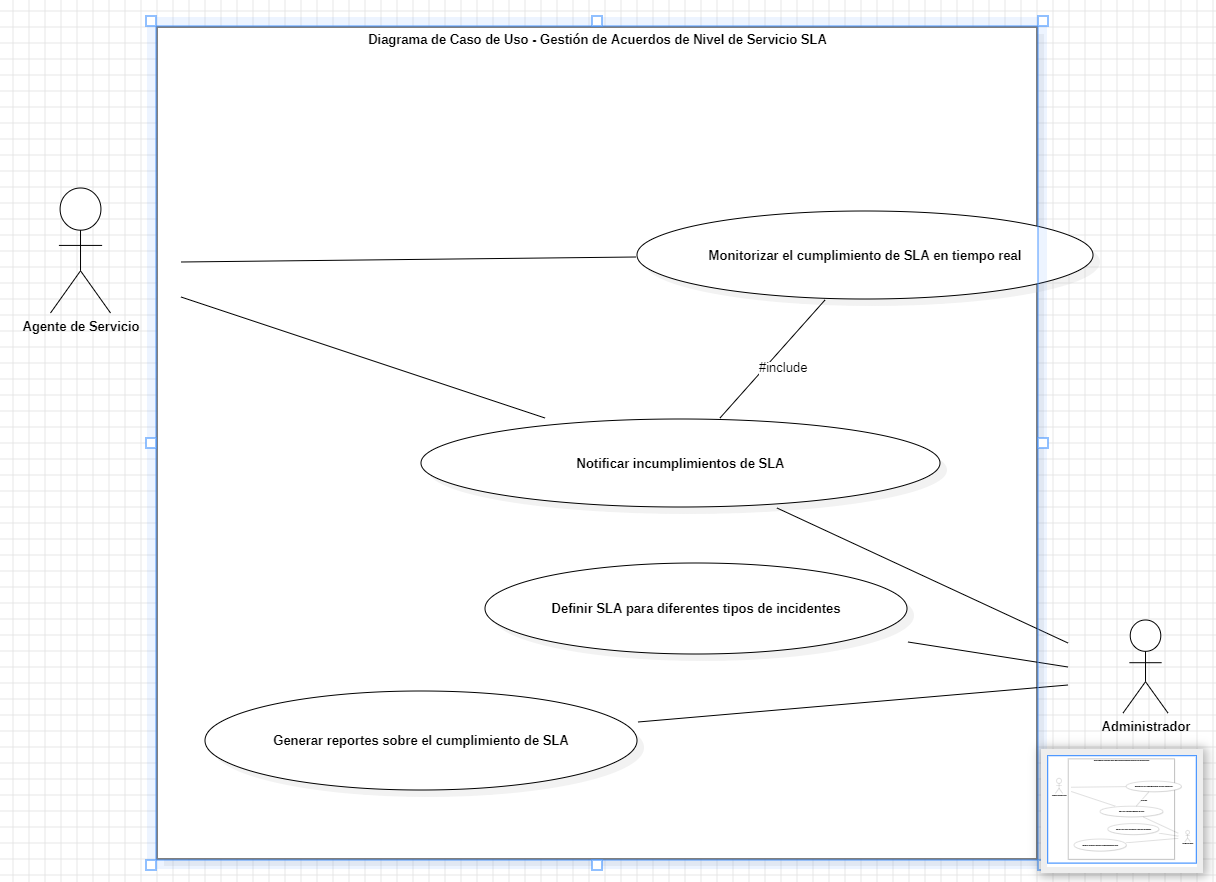 Diagrama de Caso de Uso - Gestión de Acuerdos de Nivel de Servicio SLA
Monitorizar el cumplimiento de SLA en tiempo real
Agente de Servicio
#include
Notificar incumplimientos de SLA
Definir SLA para diferentes tipos de incidentes
Administrador
Generar reportes sobre el cumplimiento de SLA